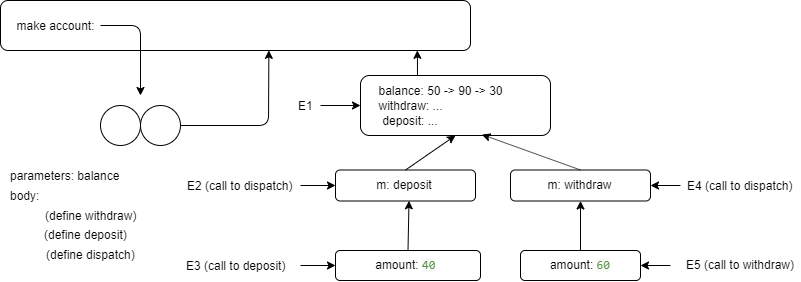 make account:
balance: 50 -> 90 -> 30
withdraw: ...
deposit: ...
E1
parameters: balance
body:
(define withdraw)
(define deposit)
(define dispatch)
E2 (call to dispatch)
m: deposit
m: withdraw
E4 (call to dispatch)
E3 (call to deposit)
amount: 40
amount: 60
E5 (call to withdraw)